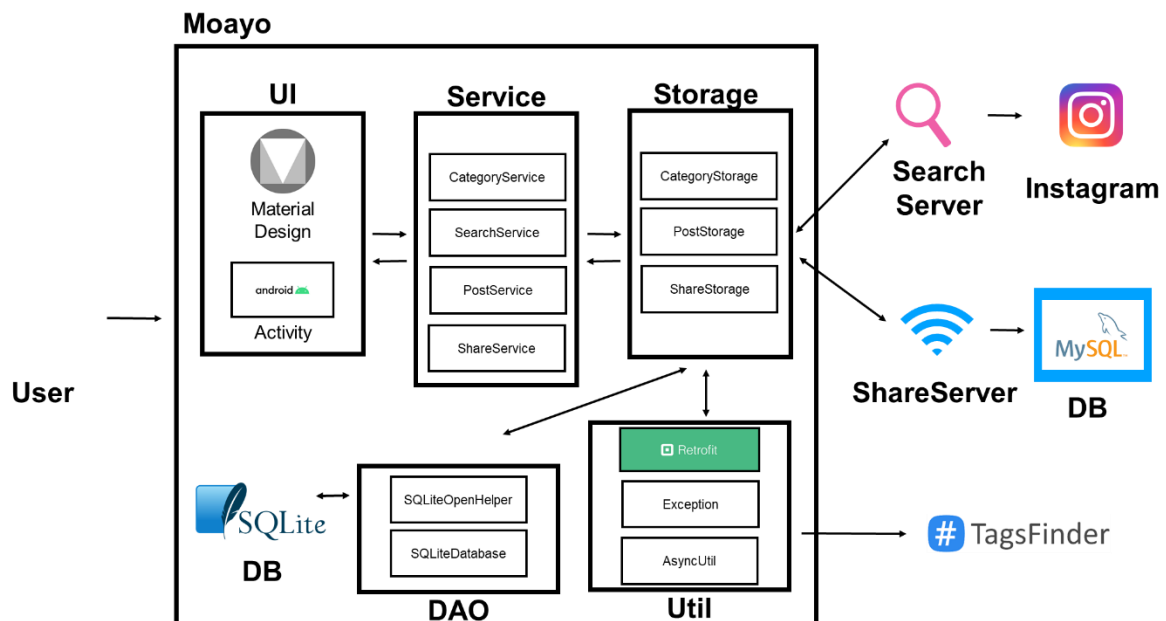 Moayo
UI
Service
Storage
Material
Design
android
Activity
CategoryService
SearchService
PostService
ShareService
CategoryStorage
PostStorage
ShareStorage
Search
Server
Instagram
User
ShareServer
MySQL
DB
SQLite
DB
SQLiteOpenHelper
SQLiteDatabase
DAO
Retrofit
Exception
AsyncUtil
Util
# TagsFinder